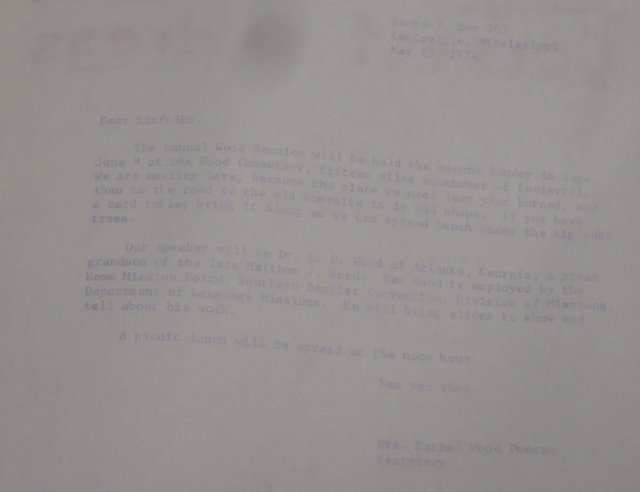 Route 2, Box 303
Louisville, Mississippi
May 15, 1974
Dear Kinfolks,
The annual Wood Reunion will be held the second Sunday in June,
June 9 at the Wood Cementary, fifteen miles southwest of Louisville.
We are meeting here, because the place we met last year burned, and
then to the road to the old homesite is in bad shape. If you have
a card table, bring it along so we can spread lunch under the big oaks
trees.
Our speaker will be Dr. L. D. Wood of Atlanta, Georgia, a great
grandson of the late Matthew J. Wood. Rev Wood is employed by the
Home Mission Board, Southern Baptist Convention, Division of Missions,
Department of Language Missions. He will bring slides to show and
tell about his work.
A picnic lunch will be spread at the noon hour.
See you then,
Mrs. Esther Wood
Secretary